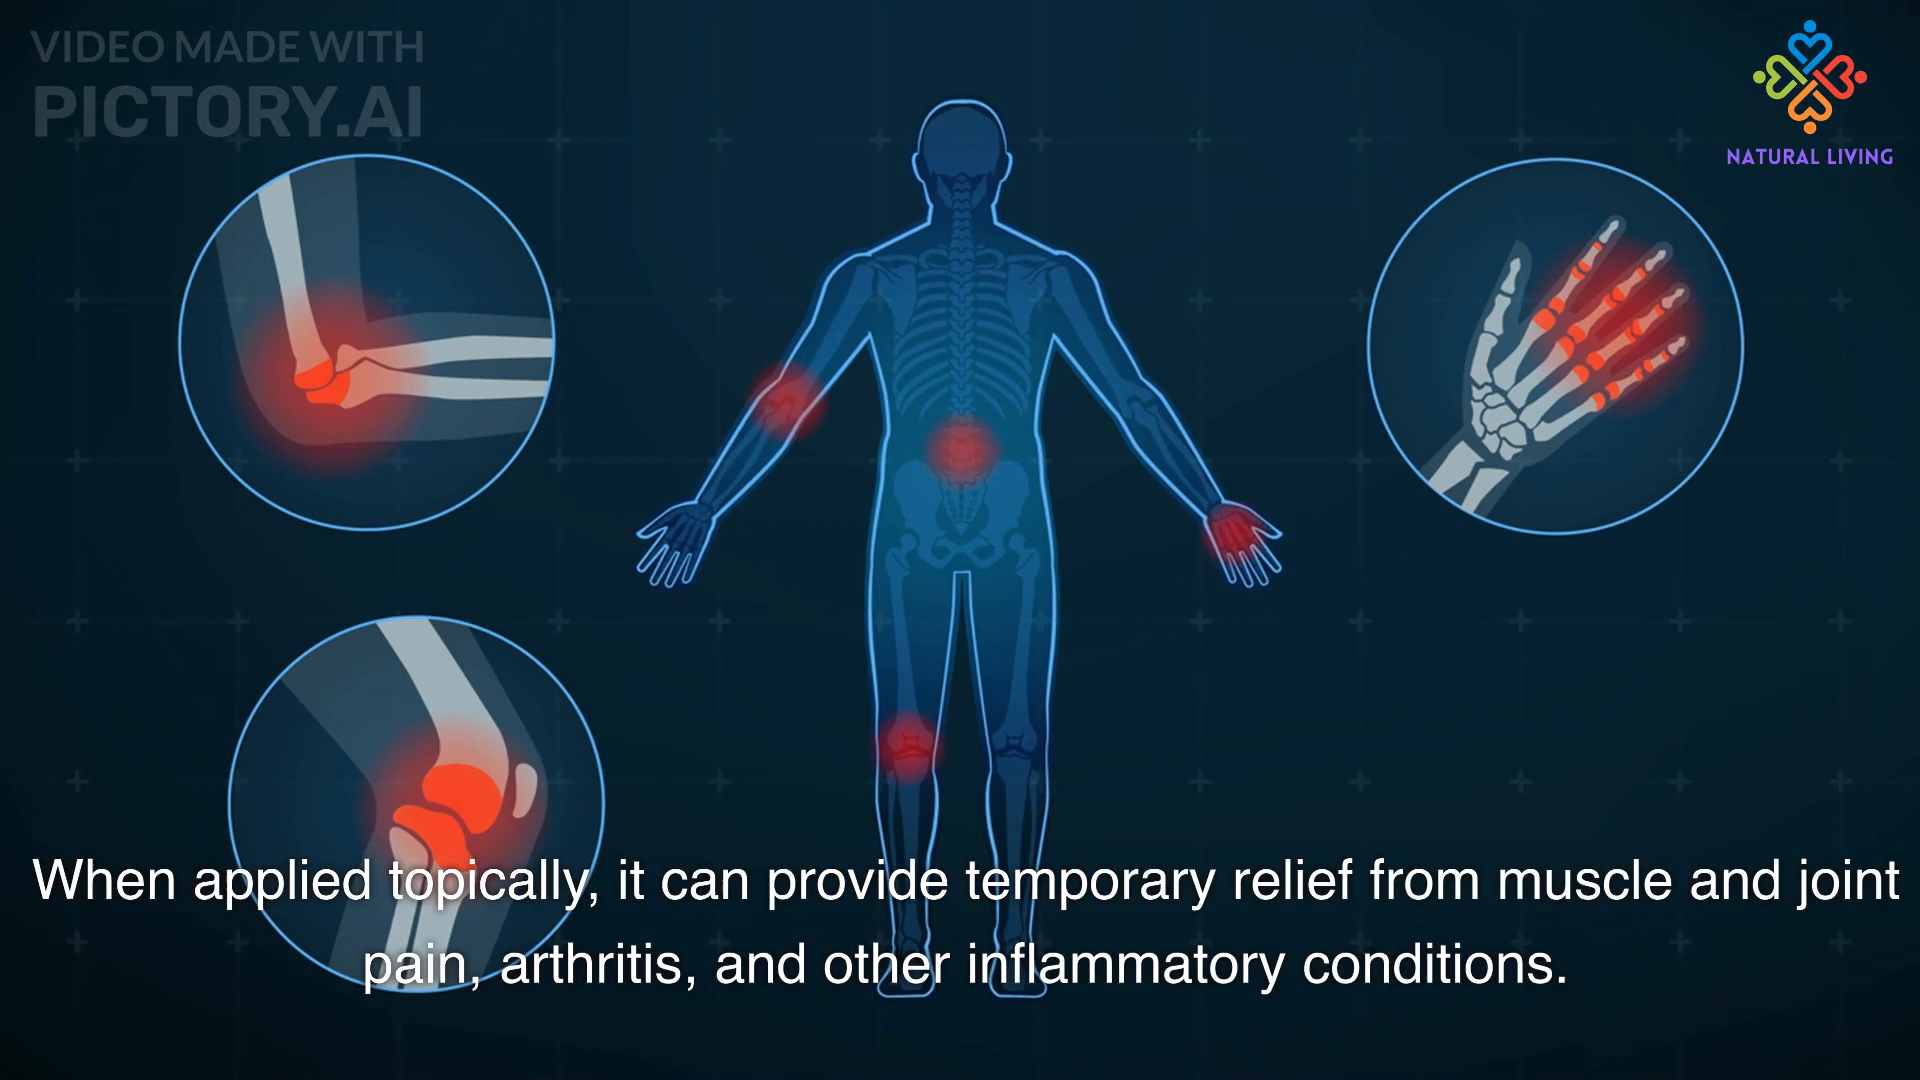 VIDEO MADE WITH
PICTORY.AI
NATURAL LIVING
When applied topically, it can provide temporary relief from muscle and joint
pain, arthritis, and other inflammatory conditions.